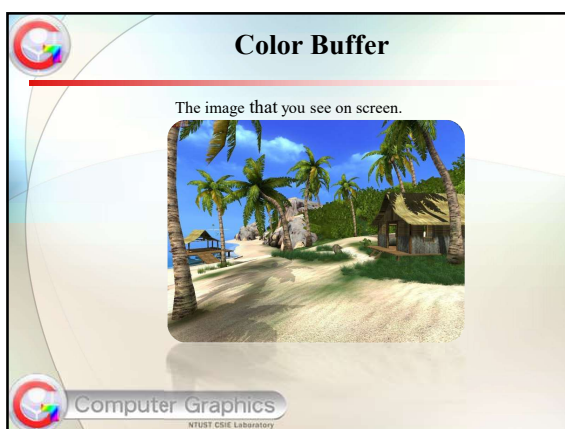 Color Buffer
The image that you see on screen.
Computer Graphics
NTUST CSIE Laboratory